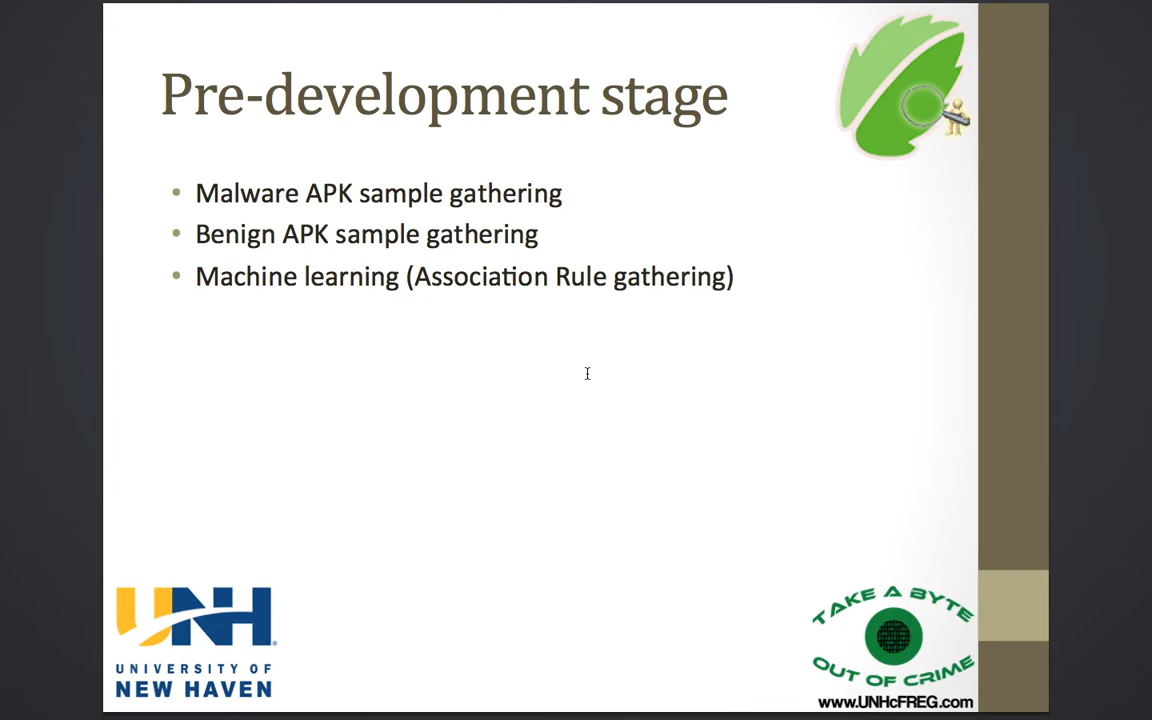 Pre-development stage
• Malware APK sample gathering
• Benign APK sample gathering
• Machine learning (Association Rule gathering)
UNH
UNIVERSITY OF
NEW HAVEN
TAKE A BYTE
OUT OF CRIME
www.UNHcFREG.com